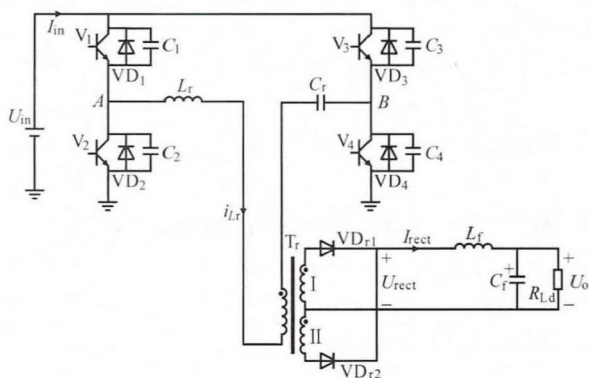 I_in
V_1
C_1
VD_1
V_3
C_3
VD_3
A
L_r
C_r
B
U_in
V_2
C_2
VD_2
V_4
C_4
VD_4
i_Lr
T_r
VD_r1
I_rect
L_f
I
+
U_rect
−
+
C_f
R_Ld
+
U_o
−
II
VD_r2